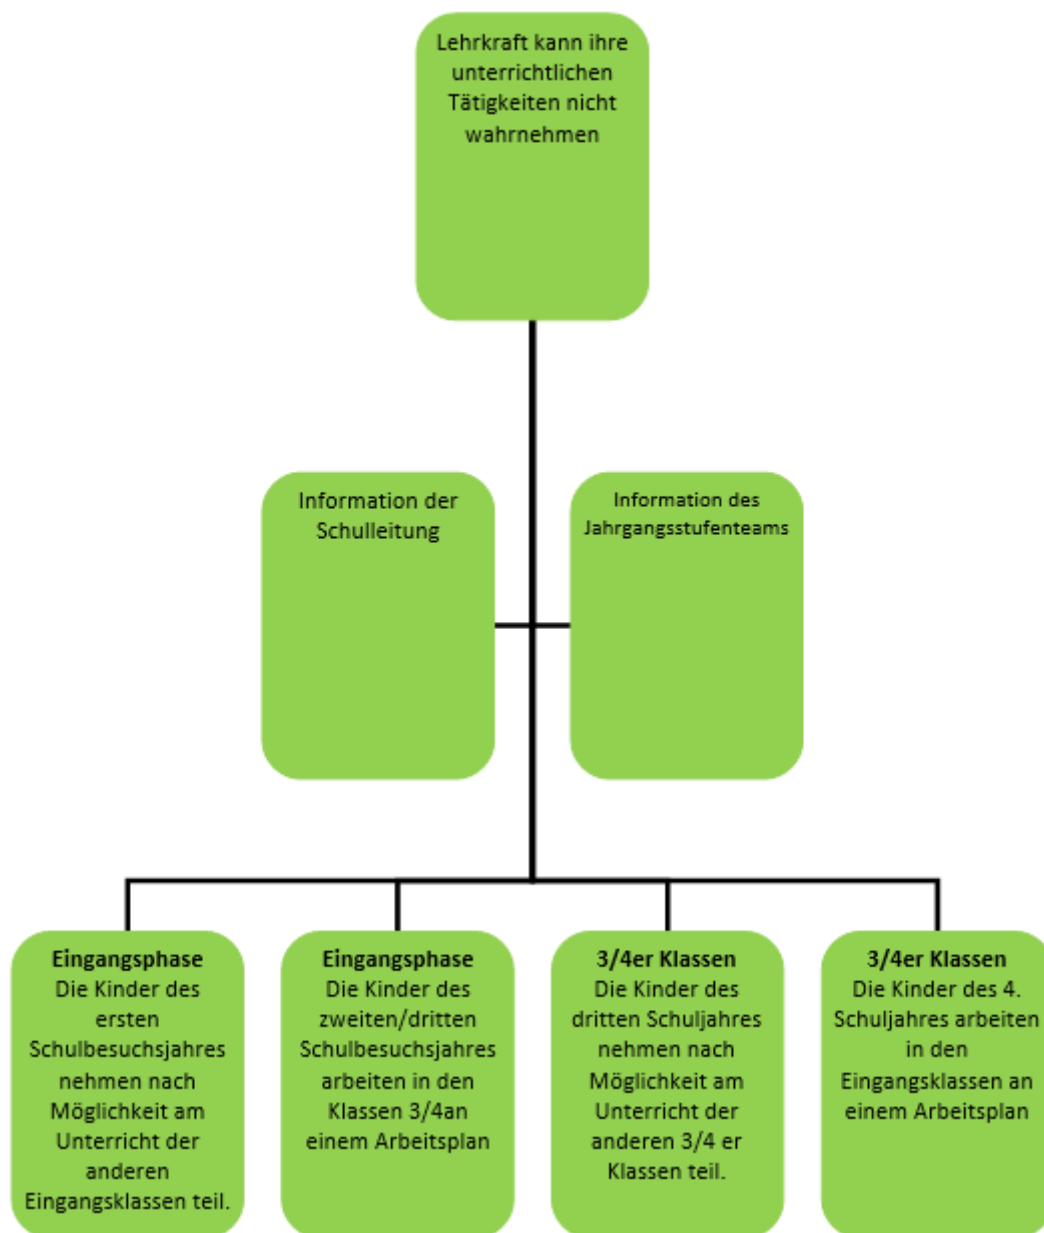 Lehrkraft kann ihre
unterrichtlichen
Tätigkeiten nicht
wahrnehmen
Information der
Schulleitung
Information des
Jahrgangsstufenteams
Eingangsphase
Die Kinder des
ersten
Schulbesuchsjahres
nehmen nach
Möglichkeit am
Unterricht der
anderen
Eingangsklassen teil.
Eingangsphase
Die Kinder des
zweiten/dritten
Schulbesuchsjahres
arbeiten in den
Klassen 3/4an
einem Arbeitsplan
3/4er Klassen
Die Kinder des
dritten Schuljahres
nehmen nach
Möglichkeit am
Unterricht der
anderen 3/4 er
Klassen teil.
3/4er Klassen
Die Kinder des 4.
Schuljahres arbeiten
in den
Eingangsklassen an
einem Arbeitsplan